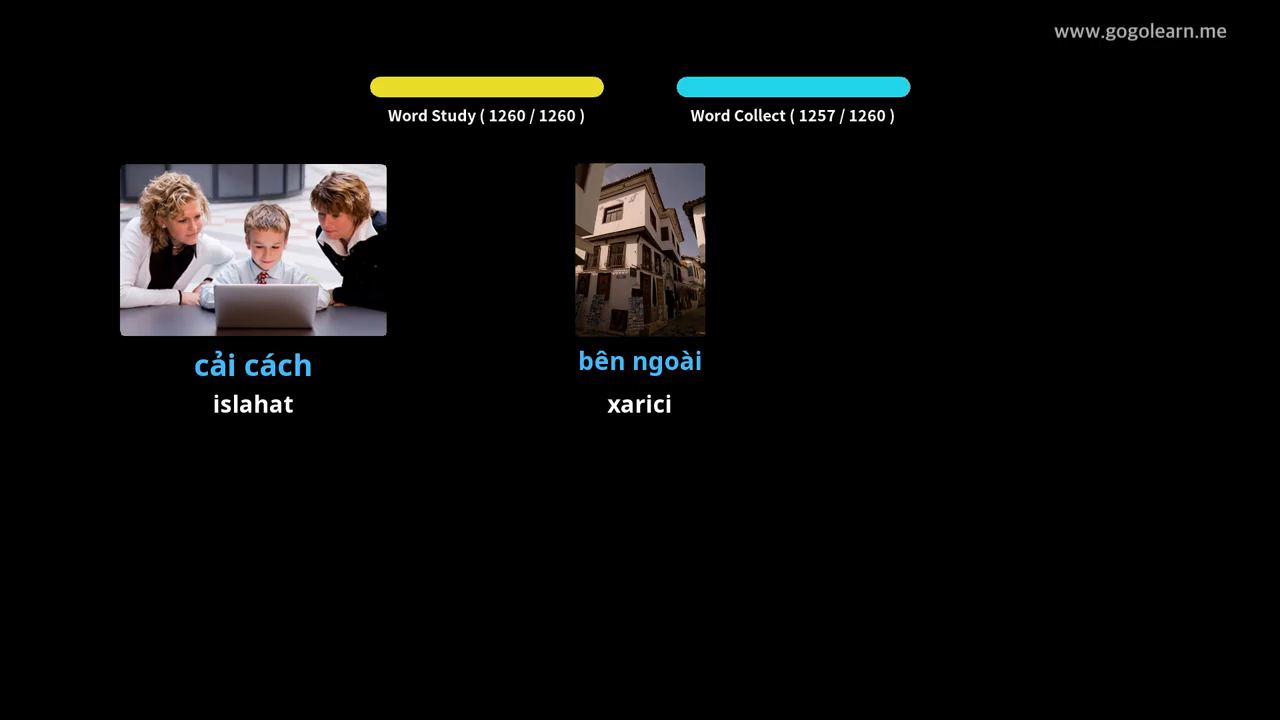 www.gogolearn.me
Word Study ( 1260 / 1260 )
Word Collect ( 1257 / 1260 )
cải cách
islahat
bên ngoài
xarici